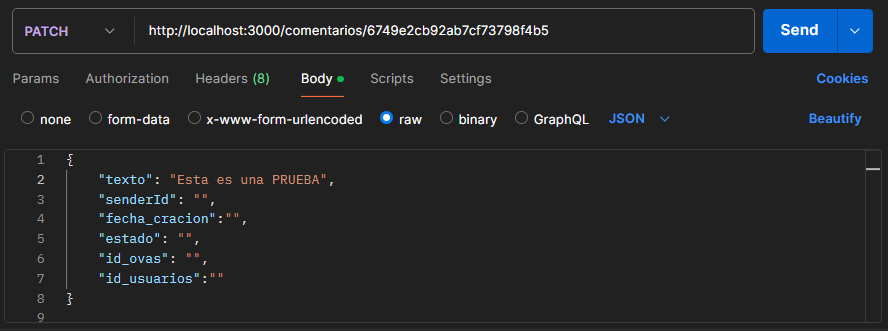 PATCH http://localhost:3000/comentarios/6749e2cb92ab7cf73798f4b5 Send
Params Authorization Headers (8) Body Scripts Settings Cookies
none form-data x-www-form-urlencoded raw binary GraphQL JSON Beautify
1 {
2 "texto": "Esta es una PRUEBA",
3 "senderId": "",
4 "fecha_cracion":"",
5 "estado": "",
6 "id_ovas": "",
7 "id_usuarios":""
8 }
9